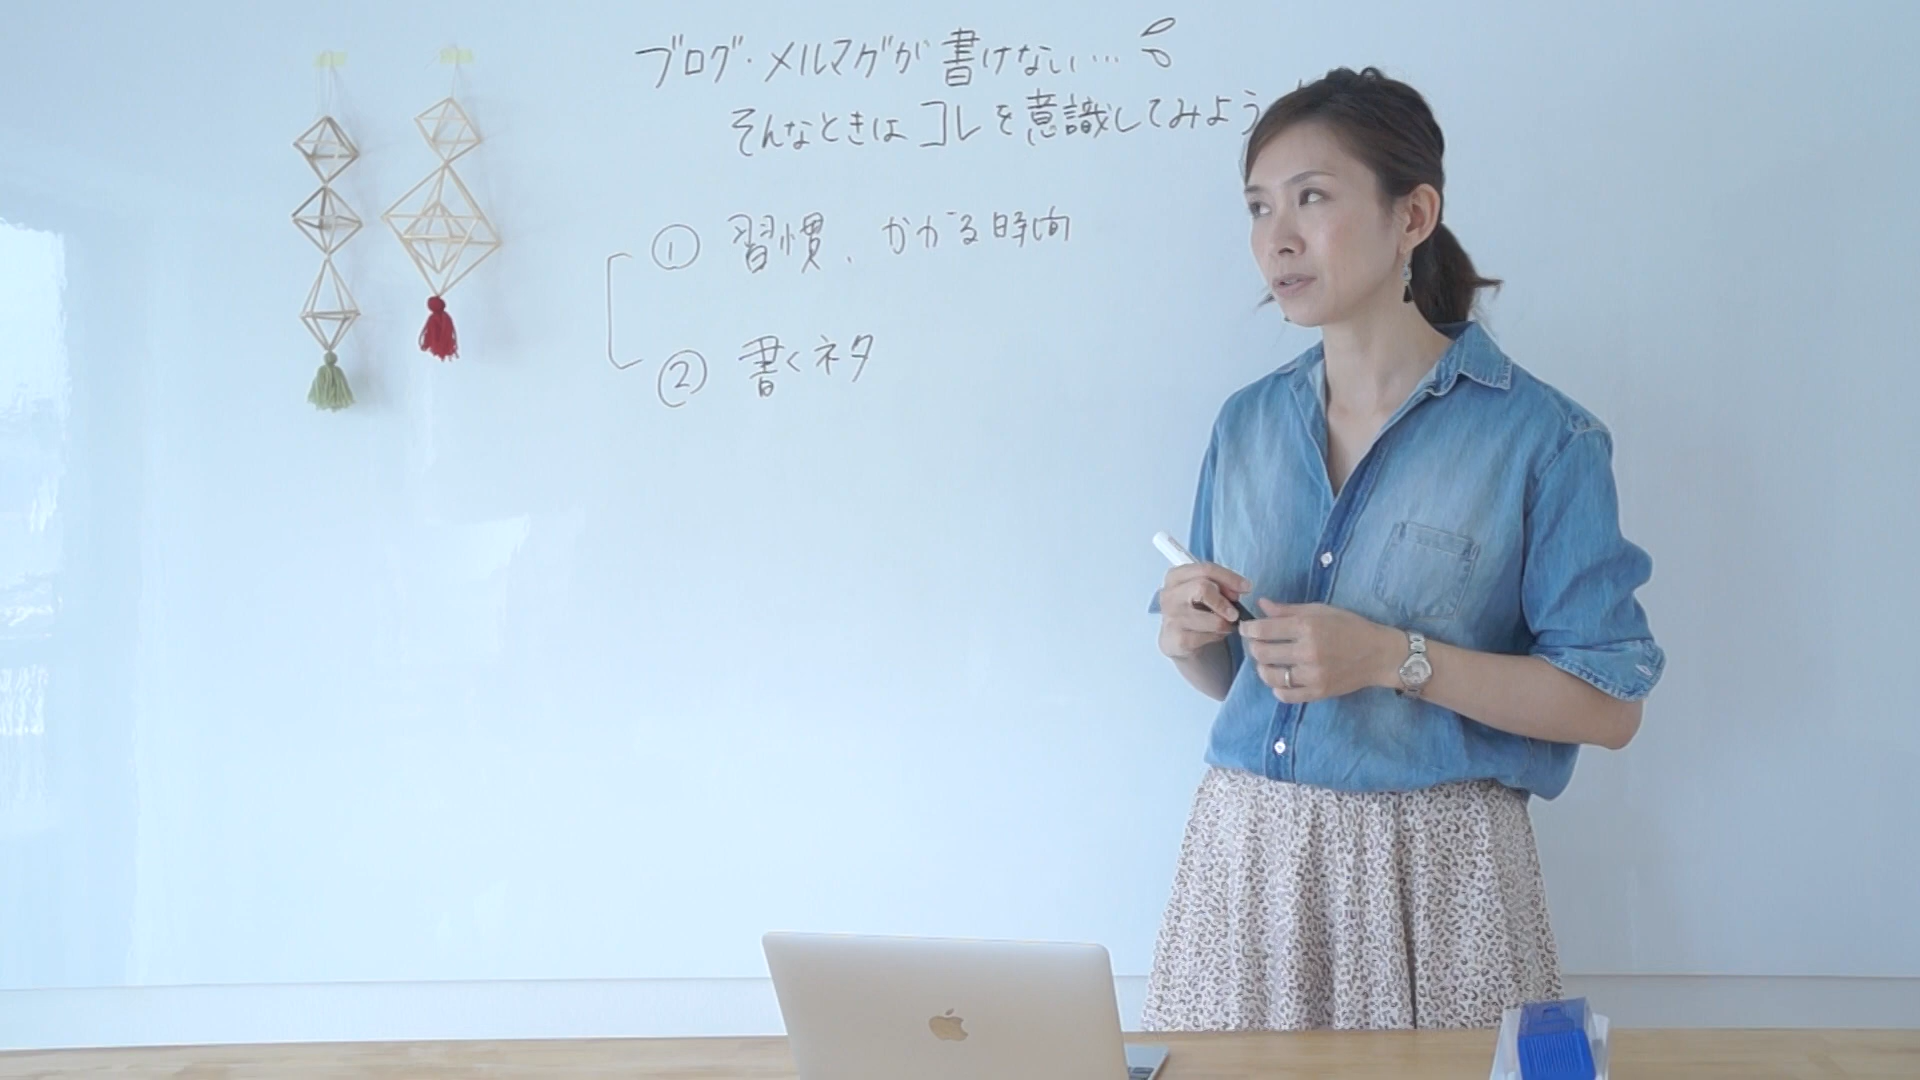 ブログ・メルマガが書けない…
そんなときはコレを意識してみよう
① 習慣、かかる時間
② 書くネタ